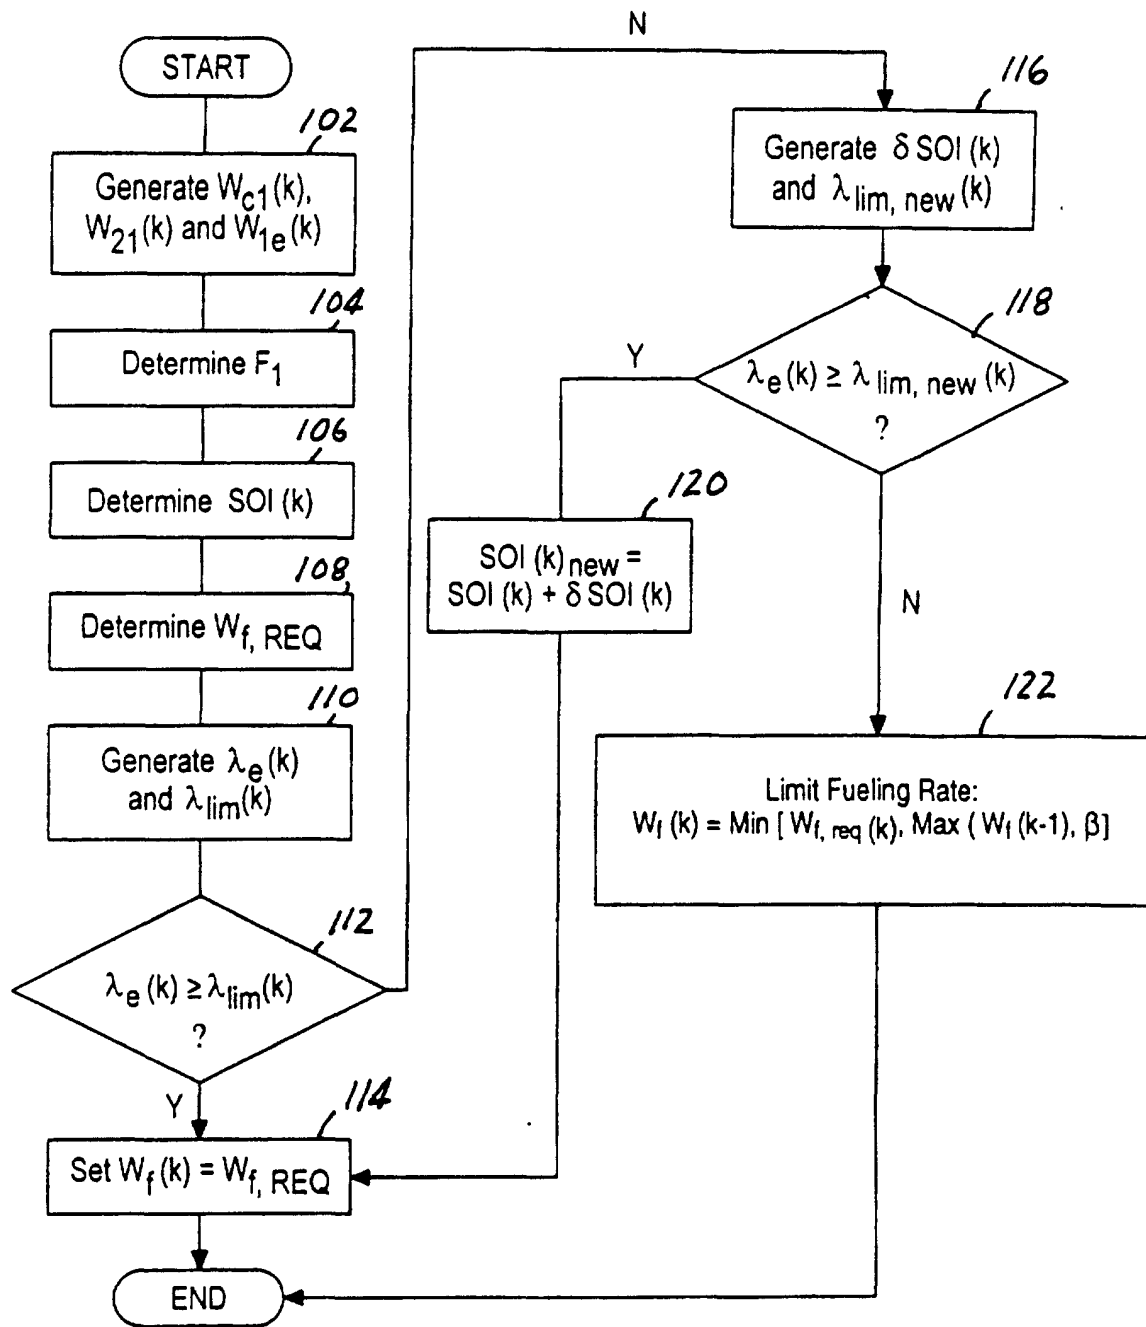 START
102
Generate W_c1(k),
W_21(k) and W_1e(k)
104
Determine F_1
106
Determine SOI(k)
108
Determine W_f, REQ
110
Generate λ_e(k)
and λ_lim(k)
112
λ_e(k) ≥ λ_lim(k)
?
Y
N
114
Set W_f(k) = W_f, REQ
END
116
Generate δ SOI(k)
and λ_lim, new(k)
118
λ_e(k) ≥ λ_lim, new(k)
?
Y
N
120
SOI(k)_new =
SOI(k) + δ SOI(k)
122
Limit Fueling Rate:
W_f(k) = Min [ W_f, req(k), Max ( W_f(k-1), β]